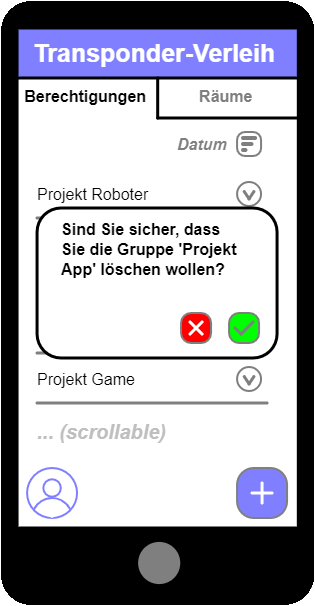 Transponder-Verleih
Berechtigungen Räume
Datum
Projekt Roboter
Sind Sie sicher, dass
Sie die Gruppe 'Projekt
App' löschen wollen?
Projekt Game
... (scrollable)